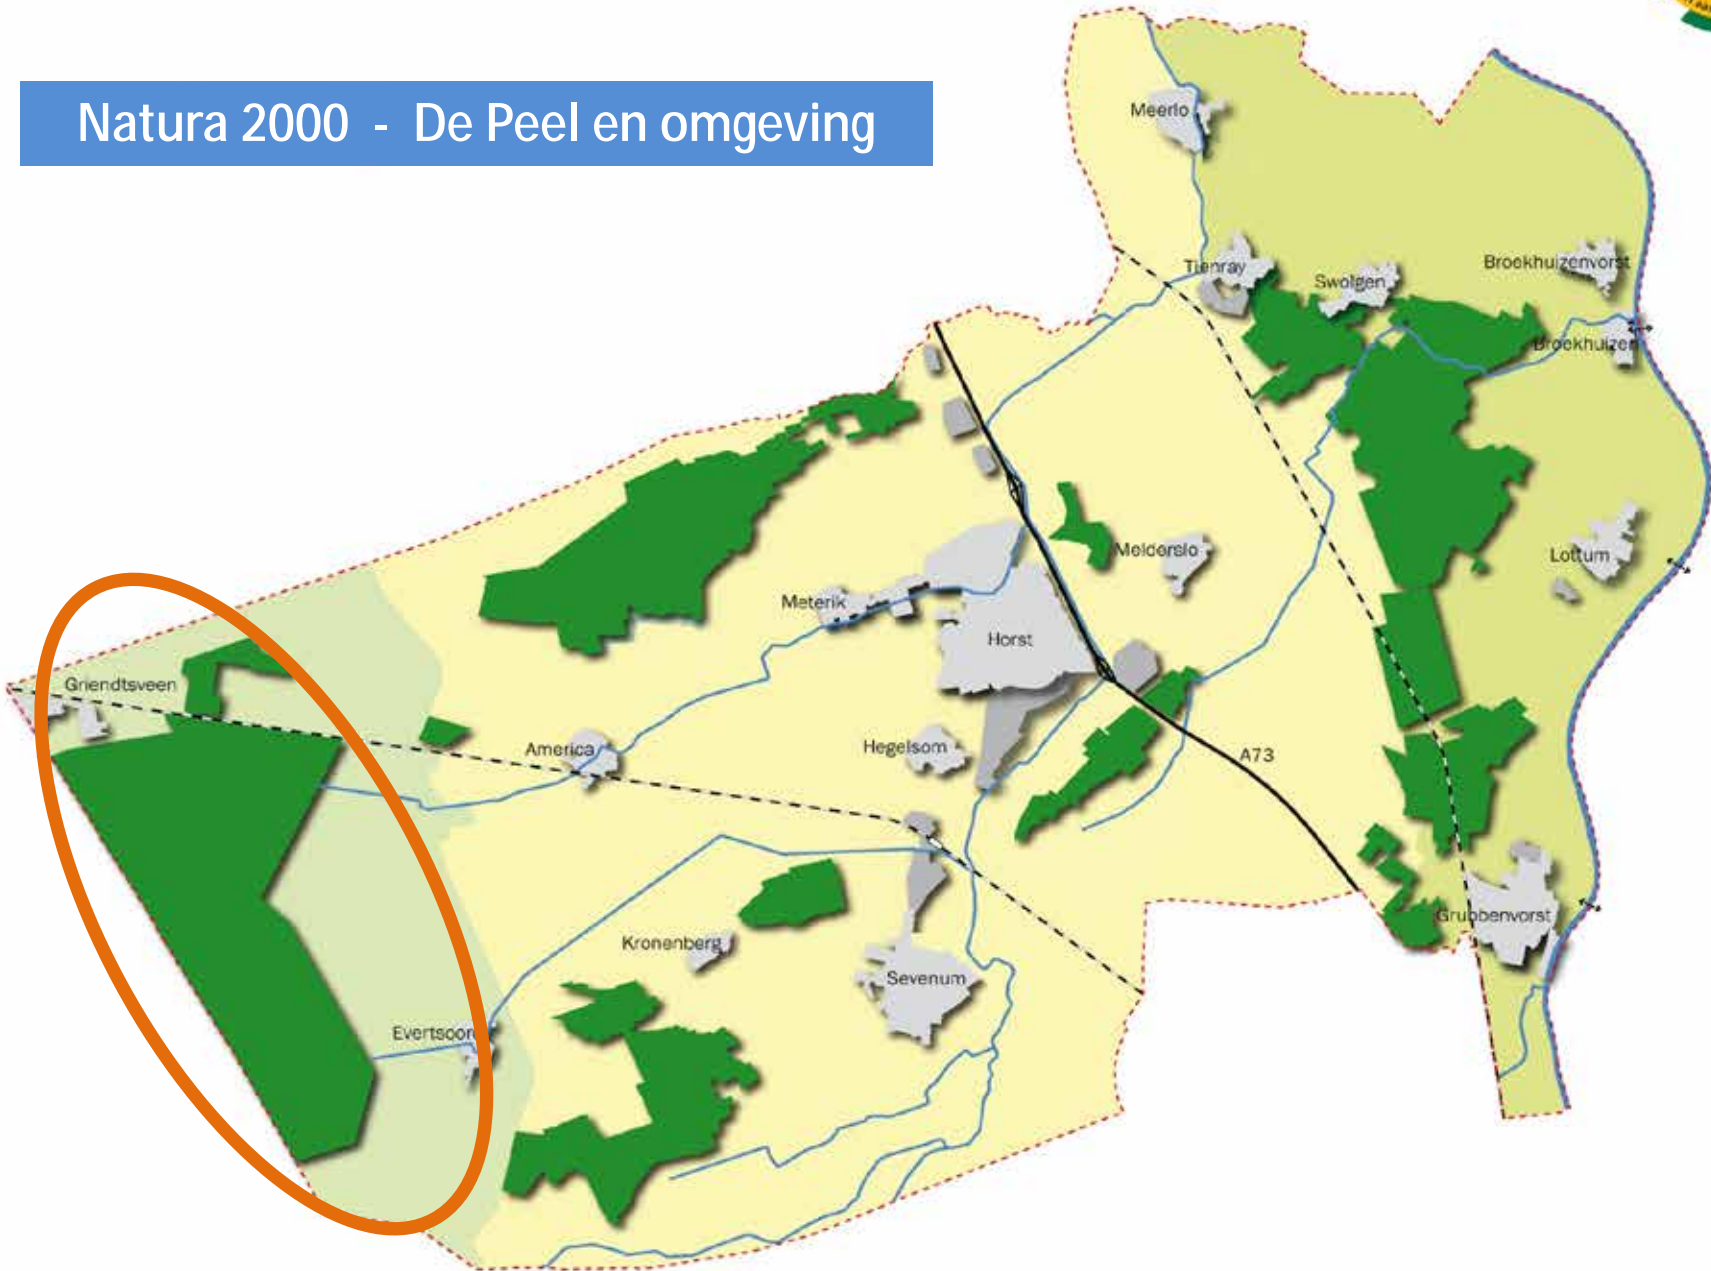 Natura 2000 - De Peel en omgeving
Meerlo
Tienray
Swolgen
Broekhuizenvorst
Broekhuizen
Lottum
Melderslo
Meterik
Horst
Griendtsveen
America
Hegelsom
A73
Kronenberg
Sevenum
Grubbenvorst
Evertsoord